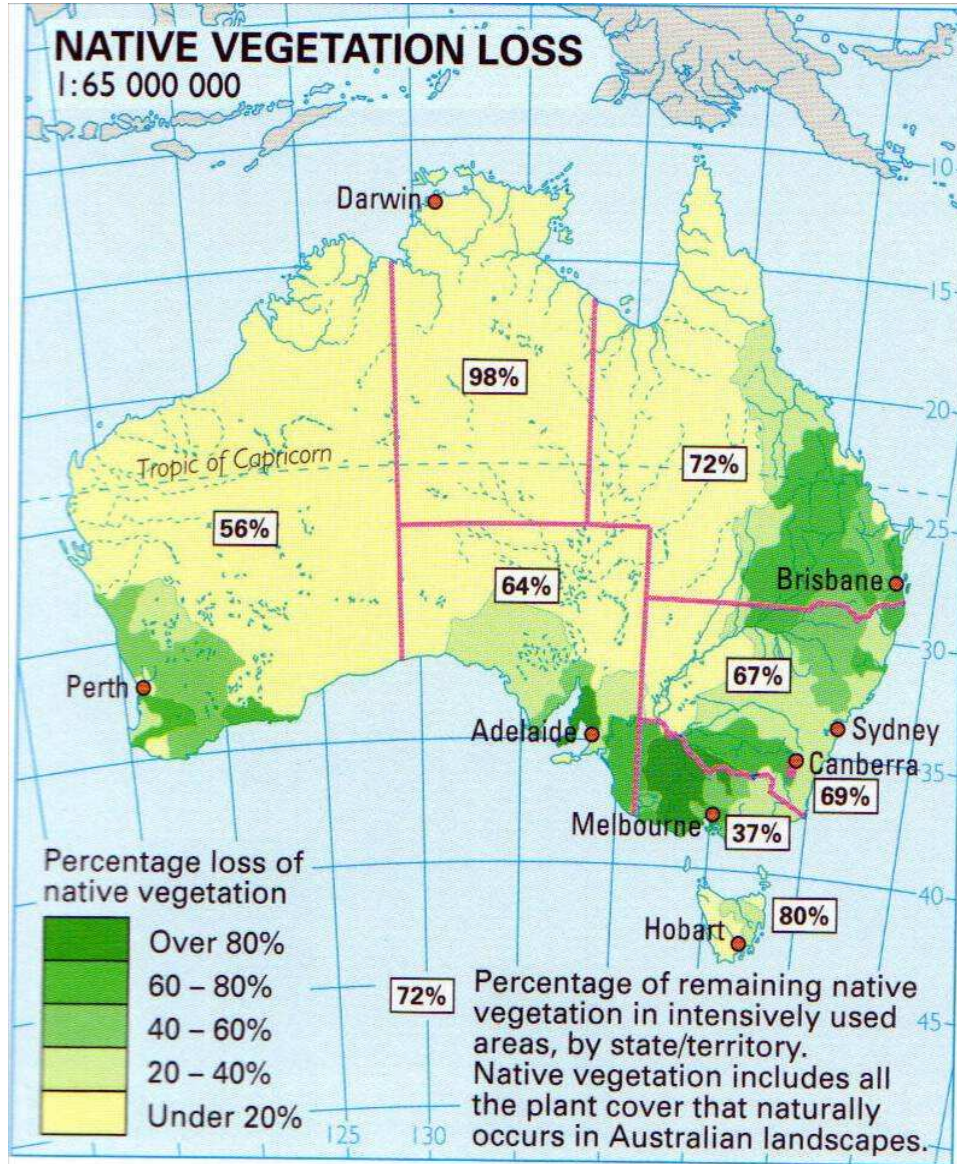 NATIVE VEGETATION LOSS
1:65 000 000
5
10
Darwin
15
98%
20
72%
Tropic of Capricorn
56%
25
64%
Brisbane
30
67%
Perth
Adelaide
Sydney
Canberra
35
69%
Melbourne
37%
40
80%
Hobart
Percentage loss of
native vegetation
Over 80%
60 – 80%
40 – 60%
20 – 40%
Under 20%
72%
Percentage of remaining native
vegetation in intensively used
areas, by state/territory.
Native vegetation includes all
the plant cover that naturally
occurs in Australian landscapes.
45
125
130